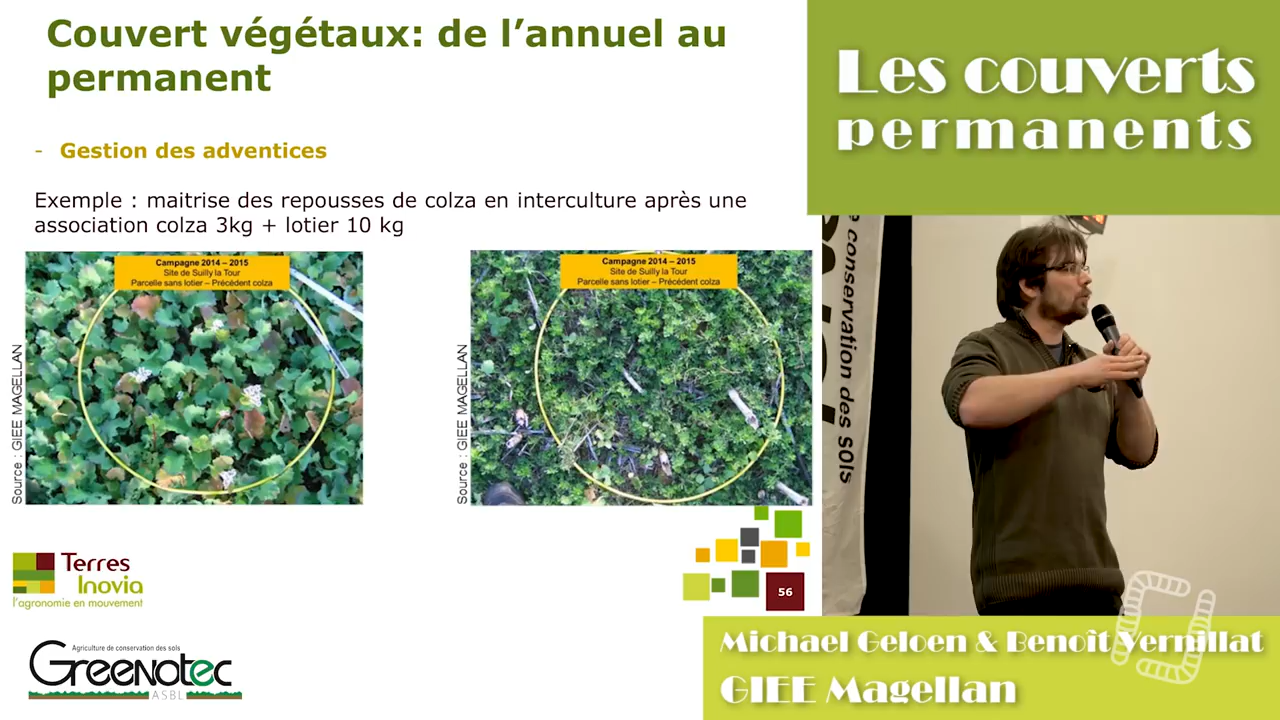 Couvert végétaux: de l’annuel au
permanent
- Gestion des adventices
Exemple : maitrise des repousses de colza en interculture après une
association colza 3kg + lotier 10 kg
Campagne 2014 – 2015
Site de Suilly la Tour
Parcelle sans lotier – Précédent colza
Source : GIEE MAGELLAN
Campagne 2014 – 2015
Site de Suilly la Tour
Parcelle sans lotier – Précédent colza
Source : GIEE MAGELLAN
Terres
Inovia
l'agronomie en mouvement
56
Agriculture de conservation des sols
Greenotec
ASBL
Les couverts
permanents
conservation des sols
Michael Geloen & Benoît Vernillat
GIEE Magellan